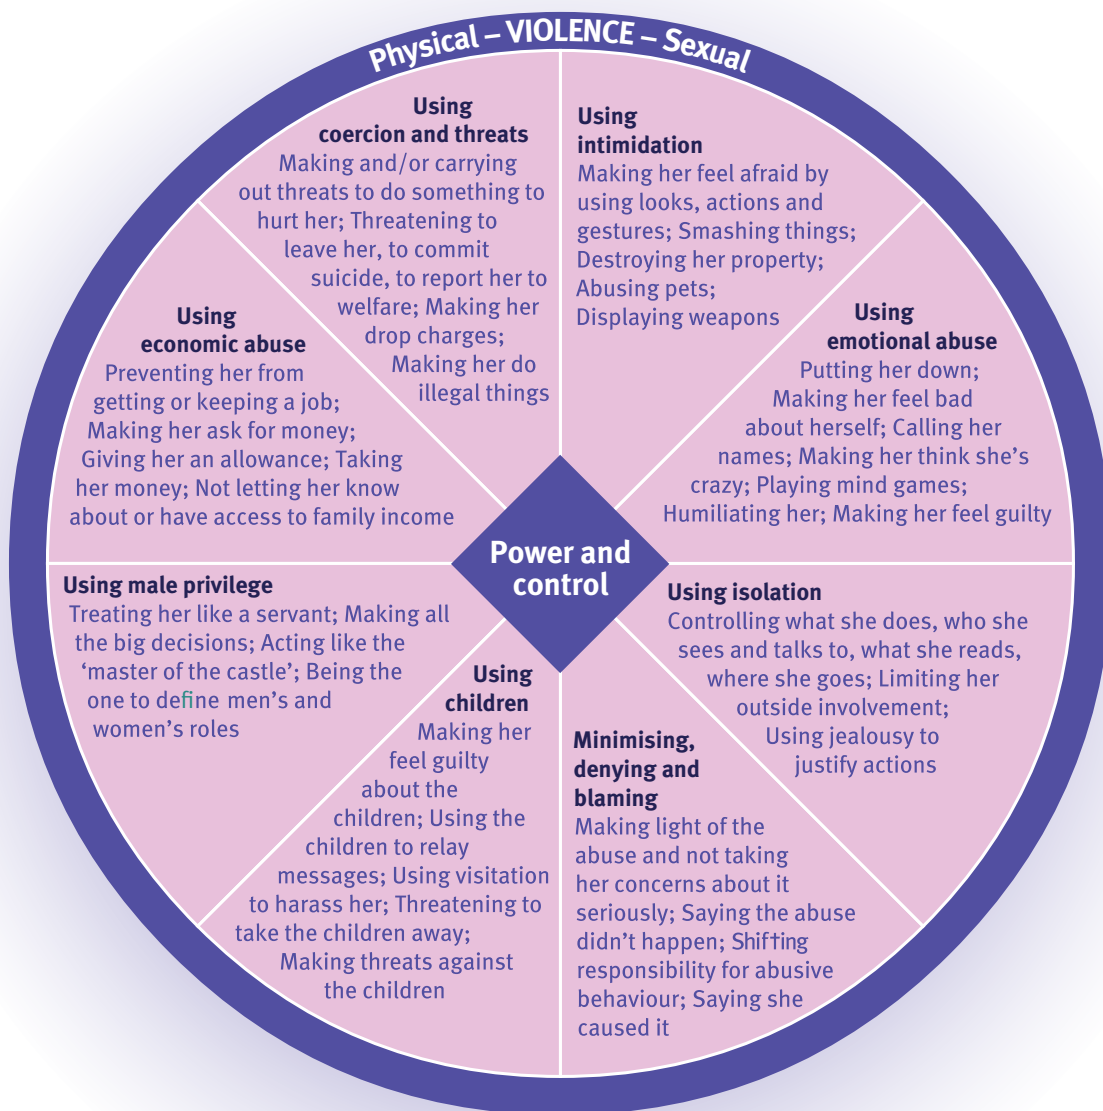 Physical – VIOLENCE – Sexual
Using
coercion and threats
Making and/or carrying
out threats to do something to
hurt her; Threatening to
leave her, to commit
suicide, to report her to
welfare; Making her
drop charges;
Making her do
illegal things
Using
intimidation
Making her feel afraid by
using looks, actions and
gestures; Smashing things;
Destroying her property;
Abusing pets;
Displaying weapons
Using
emotional abuse
Putting her down;
Making her feel bad
about herself; Calling her
names; Making her think she’s
crazy; Playing mind games;
Humiliating her; Making her feel guilty
Using isolation
Controlling what she does, who she
sees and talks to, what she reads,
where she goes; Limiting her
outside involvement;
Using jealousy to
justify actions
Minimising,
denying and
blaming
Making light of the
abuse and not taking
her concerns about it
seriously; Saying the abuse
didn’t happen; Shifting
responsibility for abusive
behaviour; Saying she
caused it
Using
children
Making her
feel guilty
about the
children; Using the
children to relay
messages; Using visitation
to harass her; Threatening to
take the children away;
Making threats against
the children
Using male privilege
Treating her like a servant; Making all
the big decisions; Acting like the
‘master of the castle’; Being the
one to define men’s and
women’s roles
Using
economic abuse
Preventing her from
getting or keeping a job;
Making her ask for money;
Giving her an allowance; Taking
her money; Not letting her know
about or have access to family income
Power and
control